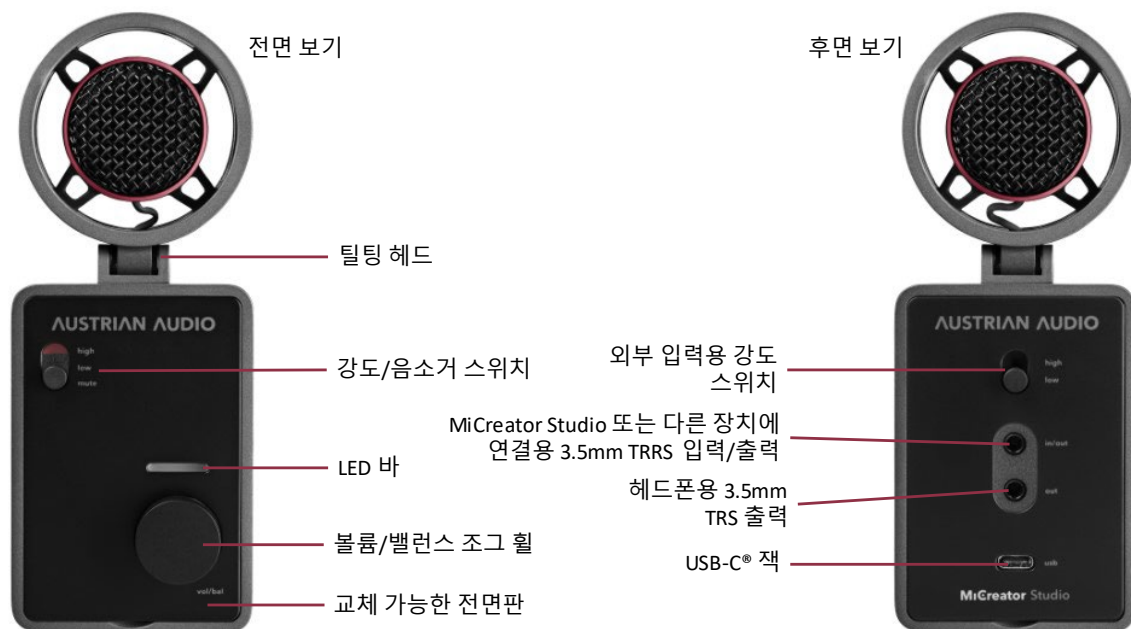 전면 보기
틸팅 헤드
AUSTRIAN AUDIO
high
low
mute
강도/음소거 스위치
LED 바
볼륨/밸런스 조그 휠
vol/bal
교체 가능한 전면판
후면 보기
AUSTRIAN AUDIO
외부 입력용 강도
스위치
high
low
MiCreator Studio 또는 다른 장치에
연결용 3.5mm TRRS 입력/출력
in/out
헤드폰용 3.5mm
TRS 출력
out
USB-C® 잭
usb
MiCreator Studio